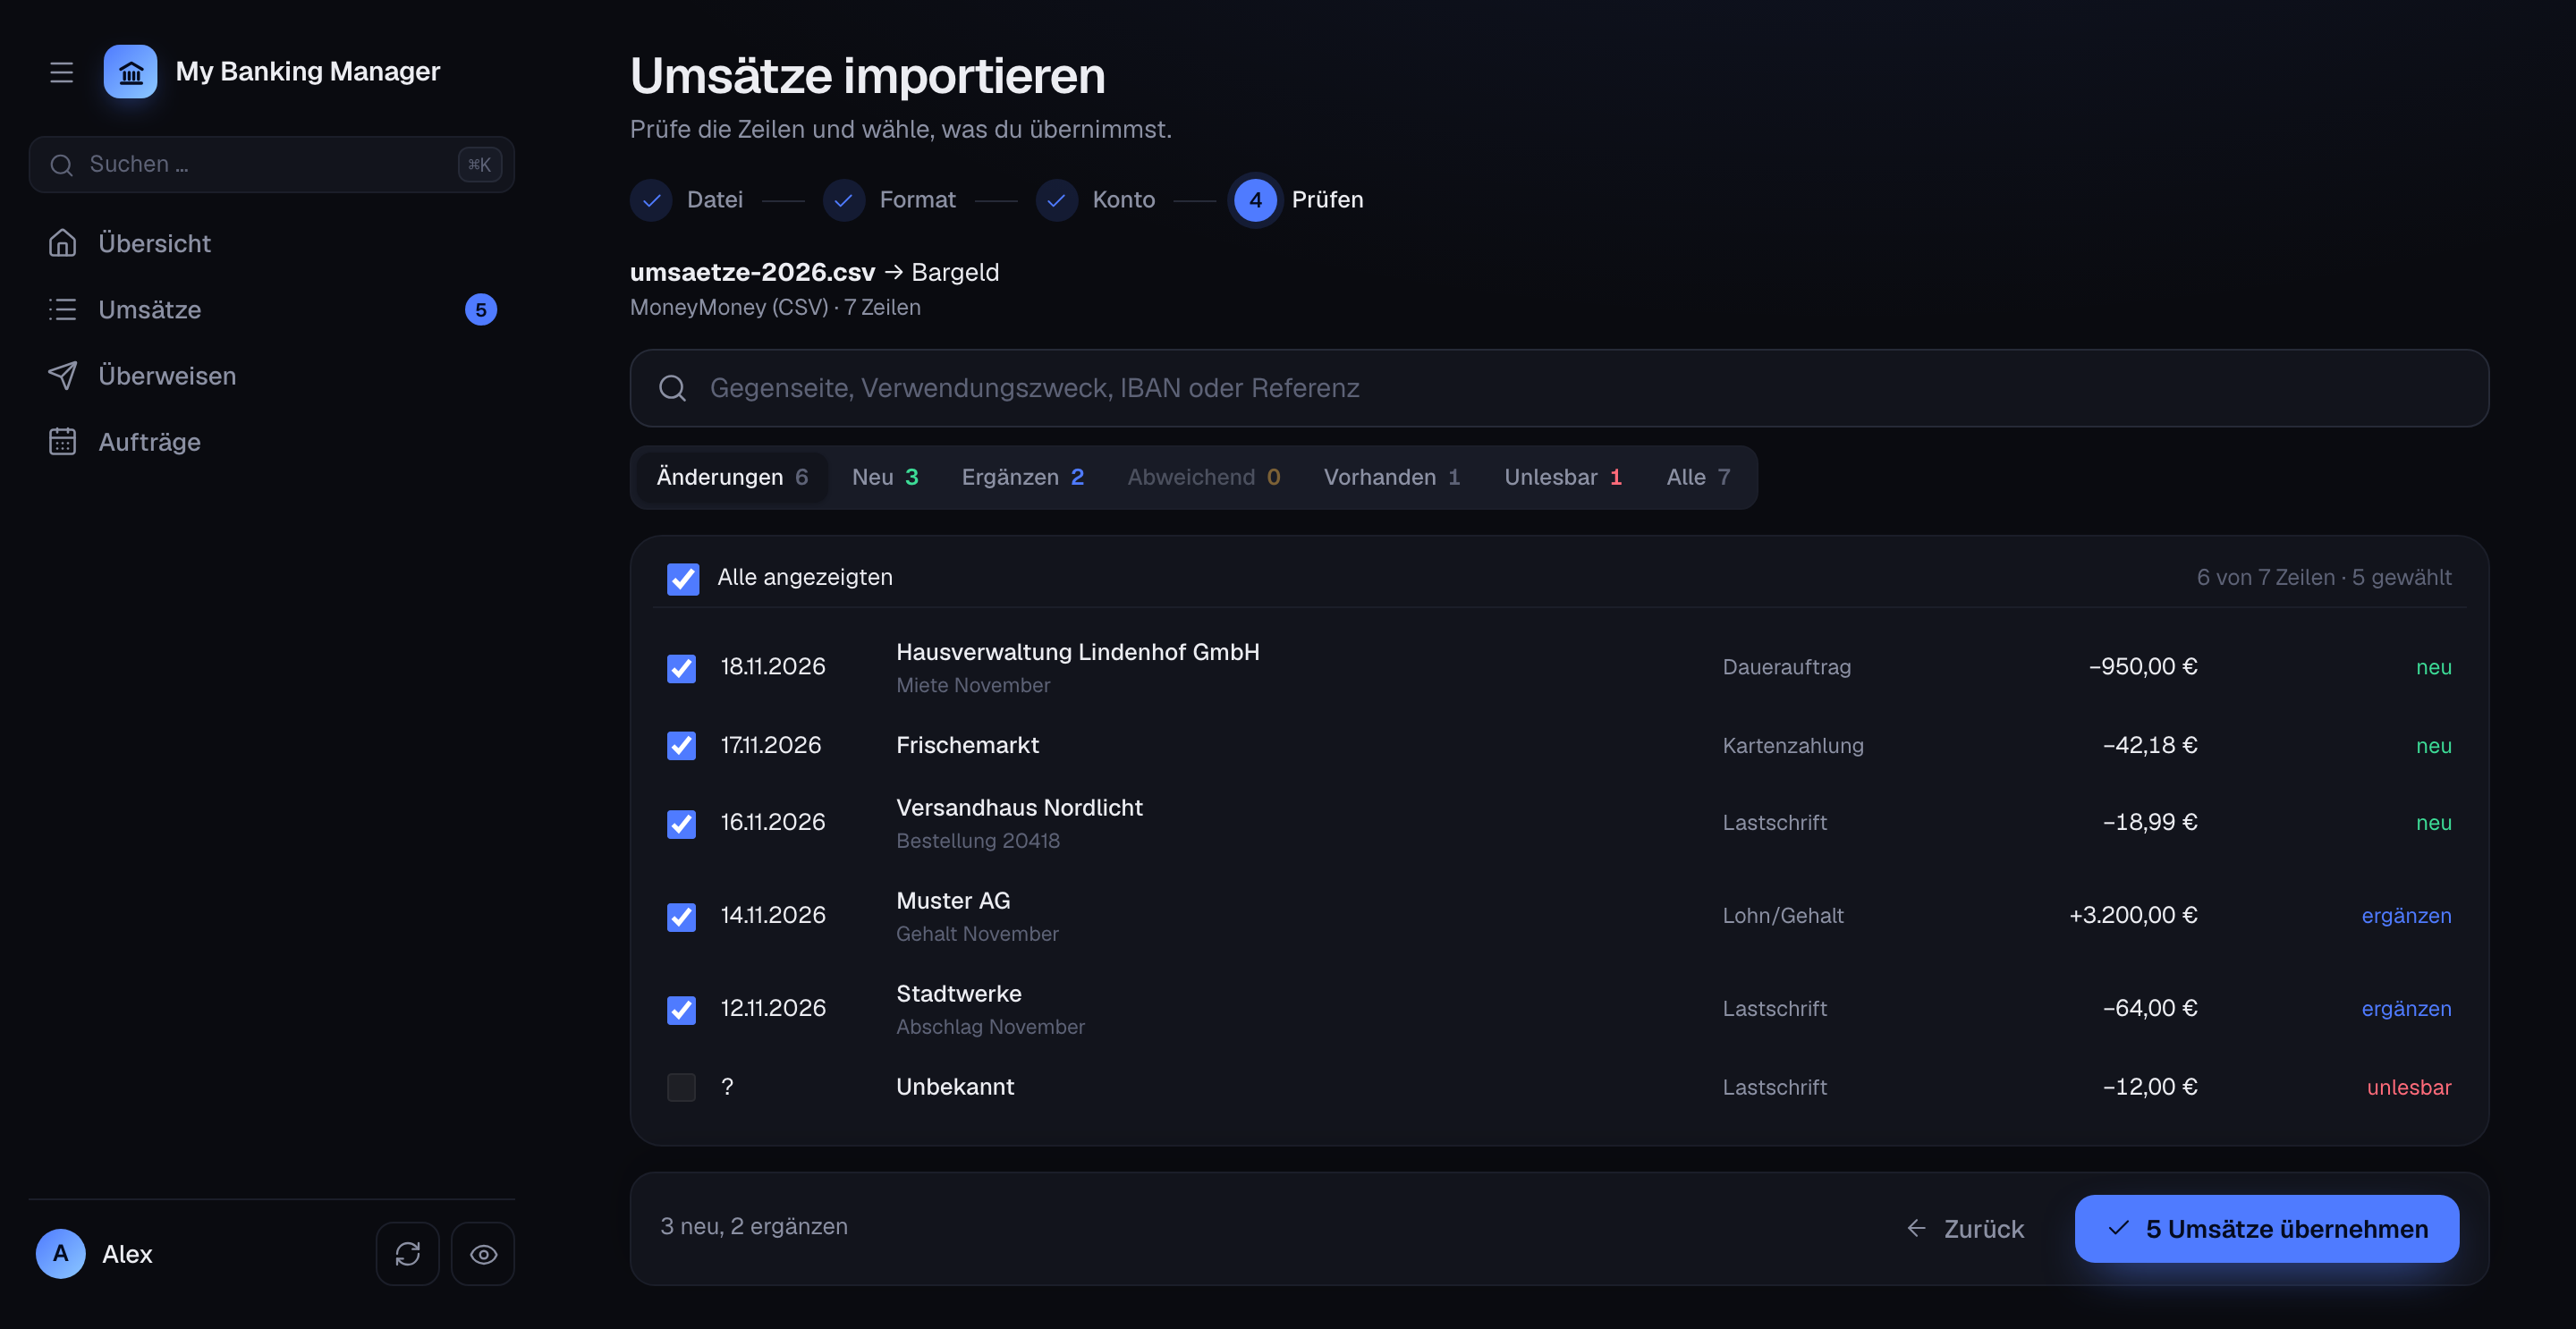 My Banking Manager
Suchen …
⌘K
Übersicht
Umsätze 5
Überweisen
Aufträge
A Alex
Umsätze importieren
Prüfe die Zeilen und wähle, was du übernimmst.
Datei Format Konto 4 Prüfen
umsaetze-2026.csv → Bargeld
MoneyMoney (CSV) · 7 Zeilen
Gegenseite, Verwendungszweck, IBAN oder Referenz
Änderungen 6 Neu 3 Ergänzen 2 Abweichend 0 Vorhanden 1 Unlesbar 1 Alle 7
Alle angezeigten 6 von 7 Zeilen · 5 gewählt
18.11.2026 Hausverwaltung Lindenhof GmbH Dauerauftrag −950,00 € neu
Miete November
17.11.2026 Frischemarkt Kartenzahlung −42,18 € neu
16.11.2026 Versandhaus Nordlicht Lastschrift −18,99 € neu
Bestellung 20418
14.11.2026 Muster AG Lohn/Gehalt +3.200,00 € ergänzen
Gehalt November
12.11.2026 Stadtwerke Lastschrift −64,00 € ergänzen
Abschlag November
? Unbekannt Lastschrift −12,00 € unlesbar
3 neu, 2 ergänzen ← Zurück 5 Umsätze übernehmen